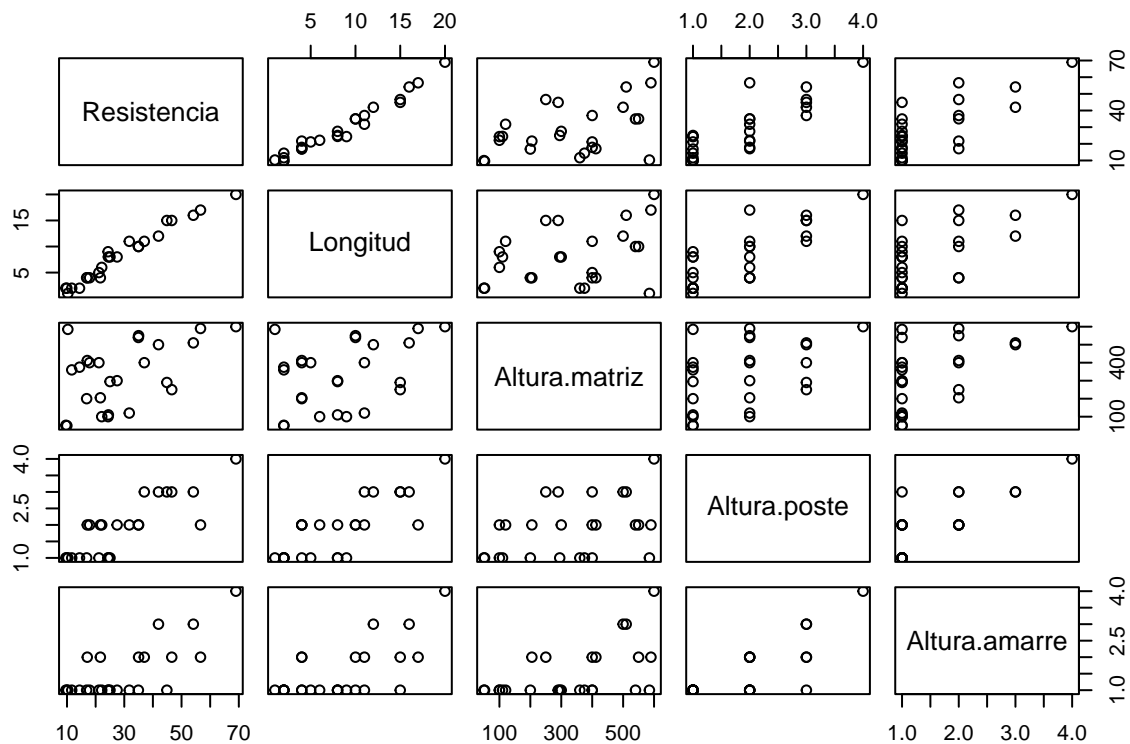 5 10 15 20
1.0 2.0 3.0 4.0
Resistencia
10 40 70
5 15
Longitud
Altura.matriz
100 400
1.0 2.5 4.0
Altura.poste
Altura.amarre
1.0 2.5 4.0
10 30 50 70
100 300 500
1.0 2.0 3.0 4.0